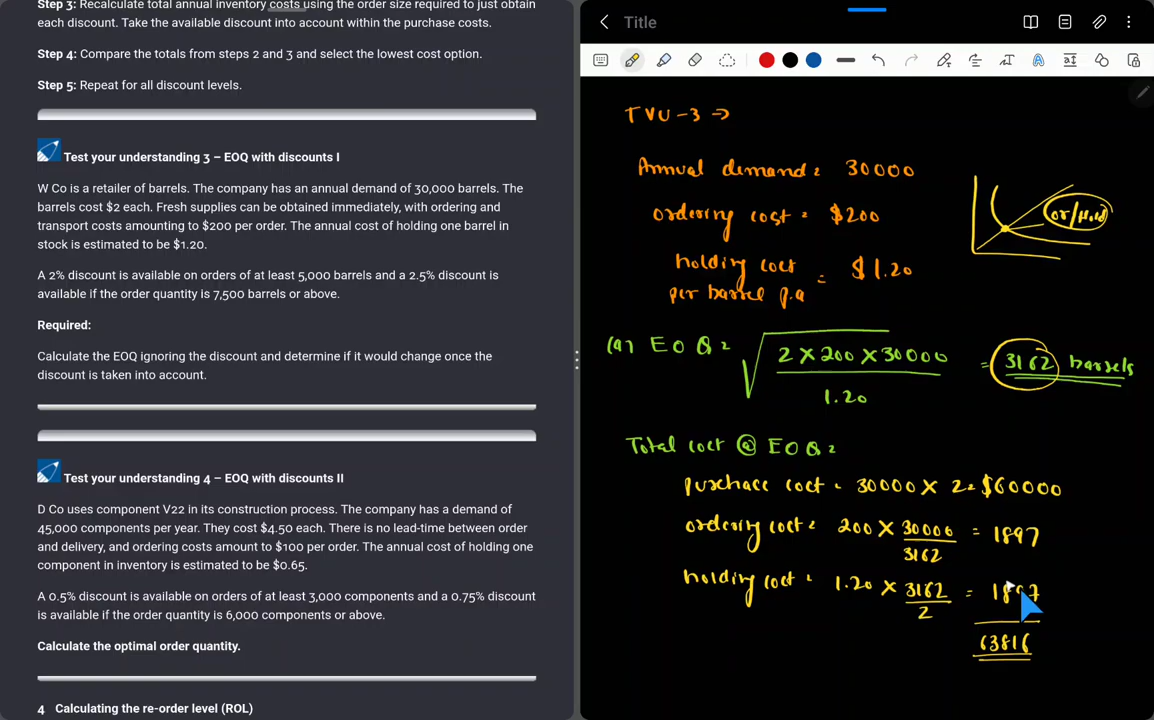 Step 3: Recalculate total annual inventory costs using the order size required to just obtain
each discount. Take the available discount into account within the purchase costs.
Step 4: Compare the totals from steps 2 and 3 and select the lowest cost option.
Step 5: Repeat for all discount levels.
Test your understanding 3 – EOQ with discounts I
W Co is a retailer of barrels. The company has an annual demand of 30,000 barrels. The
barrels cost $2 each. Fresh supplies can be obtained immediately, with ordering and
transport costs amounting to $200 per order. The annual cost of holding one barrel in
stock is estimated to be $1.20.
A 2% discount is available on orders of at least 5,000 barrels and a 2.5% discount is
available if the order quantity is 7,500 barrels or above.
Required:
Calculate the EOQ ignoring the discount and determine if it would change once the
discount is taken into account.
Test your understanding 4 – EOQ with discounts II
D Co uses component V22 in its construction process. The company has a demand of
45,000 components per year. They cost $4.50 each. There is no lead-time between order
and delivery, and ordering costs amount to $100 per order. The annual cost of holding one
component in inventory is estimated to be $0.65.
A 0.5% discount is available on orders of at least 3,000 components and a 0.75% discount
is available if the order quantity is 6,000 components or above.
Calculate the optimal order quantity.
4 Calculating the re-order level (ROL)
Title
TYU-3 →
Annual demand = 30000
ordering cost = $200
holding cost
per barrel p.a = $1.20
or/Hold
(a) EOQ = √ 2 × 200 × 30000 / 1.20 = 3162 barrels
Total cost @ EOQ =
purchase cost = 30000 × 2 = $60000
ordering cost = 200 × 30000 / 3162 = 1897
holding cost = 1.20 × 3162 / 2 = 1897
63816